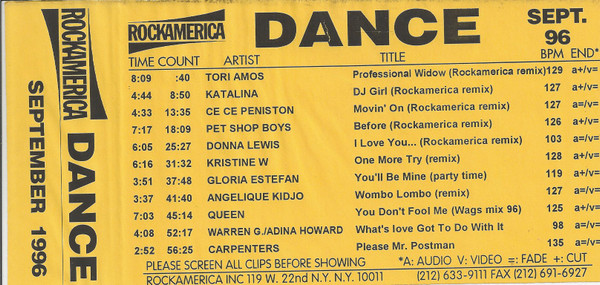 ROCKAMERICA DANCE
SEPTEMBER 1996
ROCKAMERICA DANCE SEPT. 96
TIME COUNT ARTIST TITLE BPM END*
8:09 :40 TORI AMOS Professional Widow (Rockamerica remix) 129 a+/v=
4:44 8:50 KATALINA DJ Girl (Rockamerica remix) 127 a+/v=
4:33 13:35 CE CE PENISTON Movin' On (Rockamerica remix) 127 a=/v=
7:17 18:09 PET SHOP BOYS Before (Rockamerica remix) 126 a+/v=
6:05 25:27 DONNA LEWIS I Love You... (Rockamerica remix) 103 a=/v=
6:16 31:32 KRISTINE W One More Try (remix) 128 a=/v=
3:51 37:48 GLORIA ESTEFAN You'll Be Mine (party time) 119 a+/v=
3:37 41:40 ANGELIQUE KIDJO Wombo Lombo (remix) 127 a=/v=
7:03 45:14 QUEEN You Don't Fool Me (Wags mix 96) 125 a+/v=
4:08 52:17 WARREN G./ADINA HOWARD What's love Got To Do With It 98 a=/v=
2:52 56:25 CARPENTERS Please Mr. Postman 135 a=/v=
PLEASE SCREEN ALL CLIPS BEFORE SHOWING *A: AUDIO V: VIDEO =: FADE +: CUT
ROCKAMERICA INC 119 W. 22nd N.Y. N.Y. 10011 (212) 633-9111 FAX (212) 691-6927